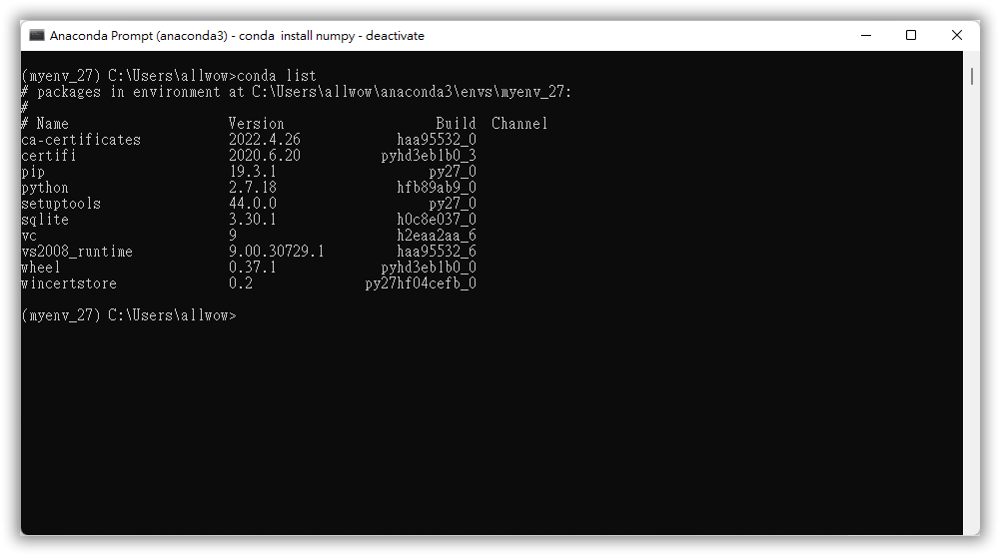 Anaconda Prompt (anaconda3) - conda  install numpy - deactivate
(myenv_27) C:\Users\allwow>conda list
# packages in environment at C:\Users\allwow\anaconda3\envs\myenv_27:
#
# Name                    Version                   Build  Channel
ca-certificates           2022.4.26            haa95532_0
certifi                   2020.6.20          pyhd3eb1b0_3
pip                       19.3.1                   py27_0
python                    2.7.18               hfb89ab9_0
setuptools                44.0.0                   py27_0
sqlite                    3.30.1               h0c8e037_0
vc                        9                    h2eaa2aa_6
vs2008_runtime            9.00.30729.1         haa95532_6
wheel                     0.37.1             pyhd3eb1b0_0
wincertstore              0.2              py27hf04cefb_0
(myenv_27) C:\Users\allwow>